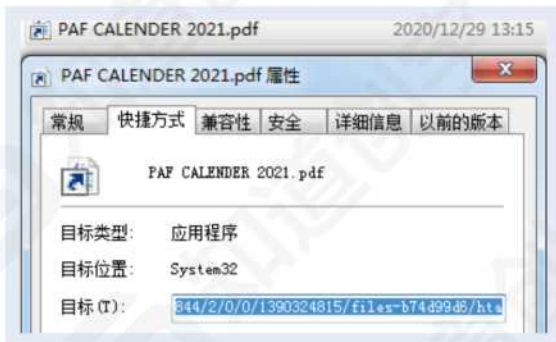 PAF CALENDER 2021.pdf 2020/12/29 13:15
PAF CALENDER 2021.pdf 属性
常规 快捷方式 兼容性 安全 详细信息 以前的版本
PAF CALENDER 2021.pdf
目标类型: 应用程序
目标位置: System32
目标(T): 844/2/0/0/1390324815/files-b74d99d6/hta